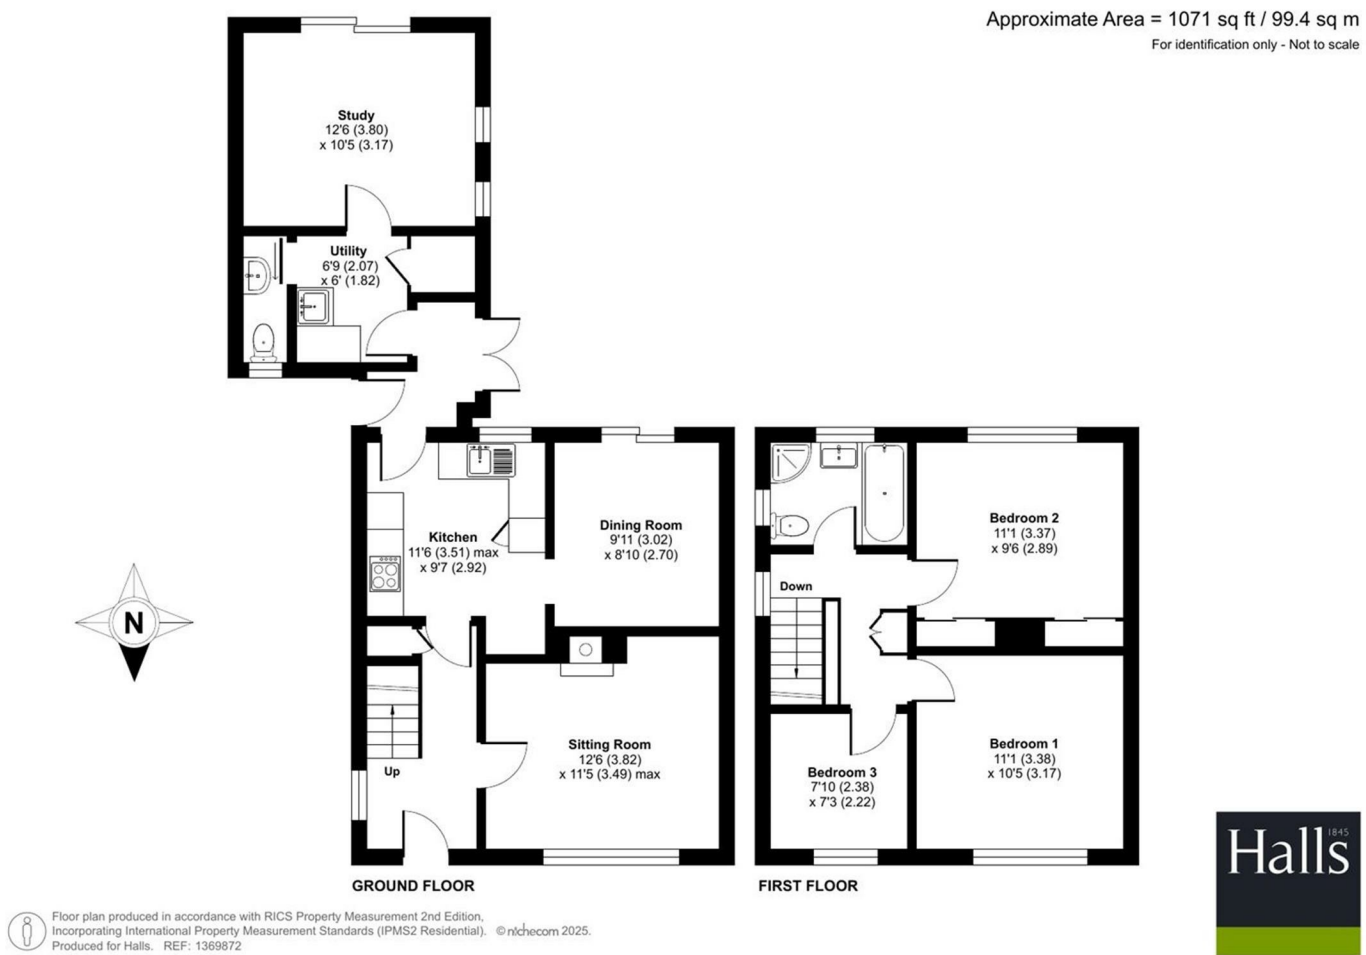 Approximate Area = 1071 sq ft / 99.4 sq m
For identification only - Not to scale
Study
12'6 (3.80)
x 10'5 (3.17)
Utility
6'9 (2.07)
x 6' (1.82)
Kitchen
11'6 (3.51) max
x 9'7 (2.92)
Dining Room
9'11 (3.02)
x 8'10 (2.70)
Sitting Room
12'6 (3.82)
x 11'5 (3.49) max
Up
GROUND FLOOR
Down
Bedroom 2
11'1 (3.37)
x 9'6 (2.89)
Bedroom 1
11'1 (3.38)
x 10'5 (3.17)
Bedroom 3
7'10 (2.38)
x 7'3 (2.22)
FIRST FLOOR
N
Halls 1845
Floor plan produced in accordance with RICS Property Measurement 2nd Edition,
Incorporating International Property Measurement Standards (IPMS2 Residential). © nichecom 2025.
Produced for Halls. REF: 1369872